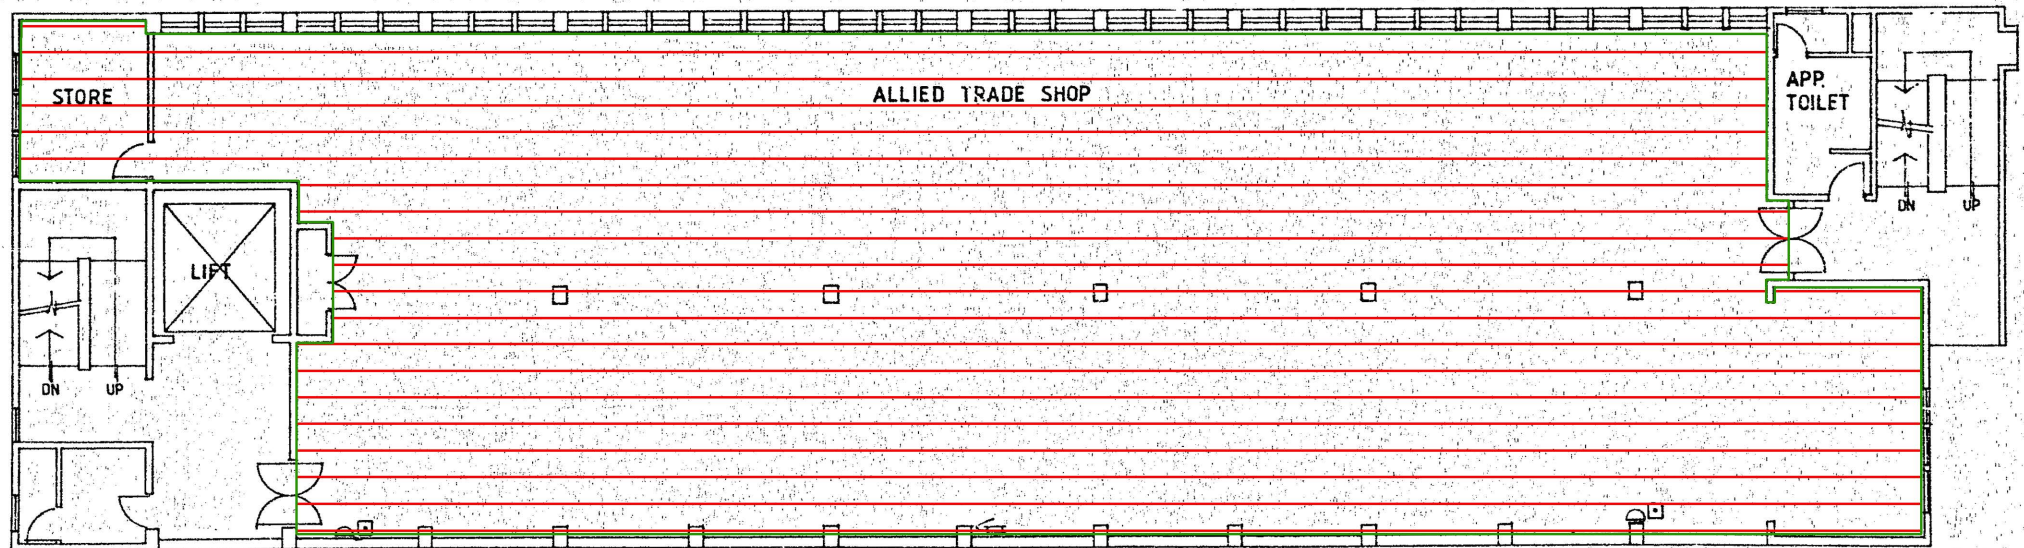 STORE
ALLIED TRADE SHOP
APP.
TOILET
LIFT
DN
UP
DN
UP